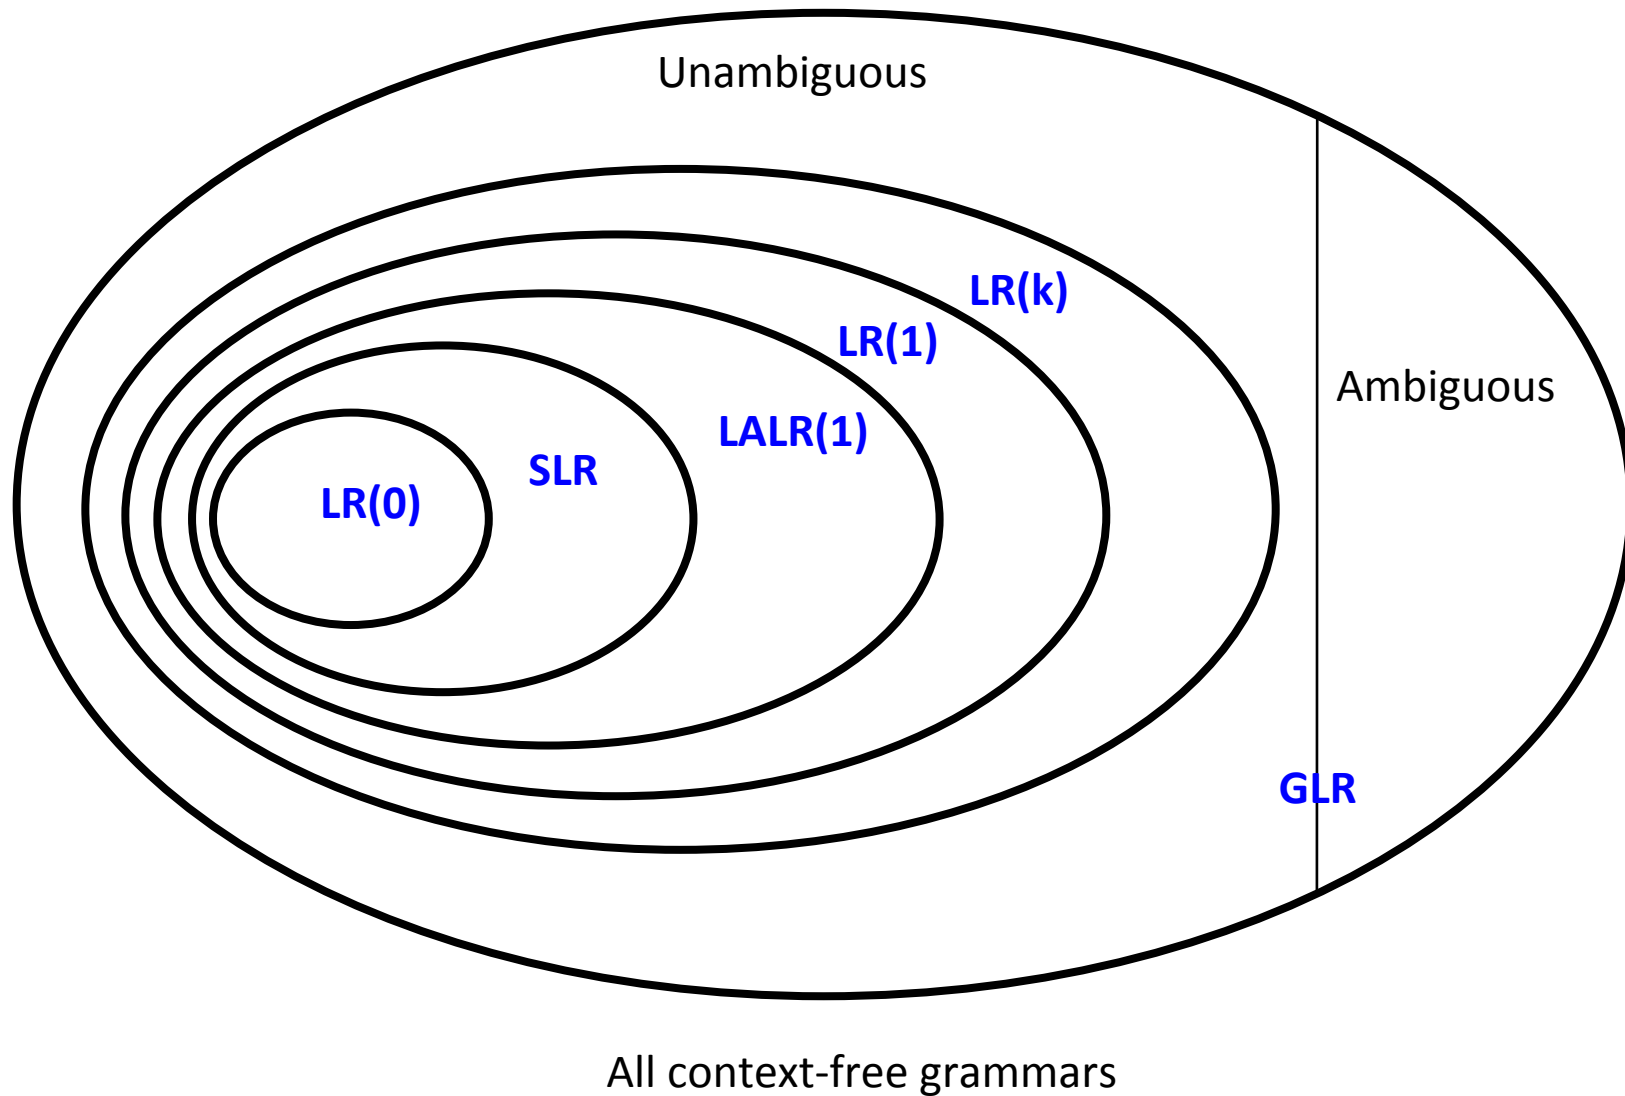 Unambiguous
LR(k)
LR(1)
Ambiguous
LALR(1)
SLR
LR(0)
GLR
All context-free grammars